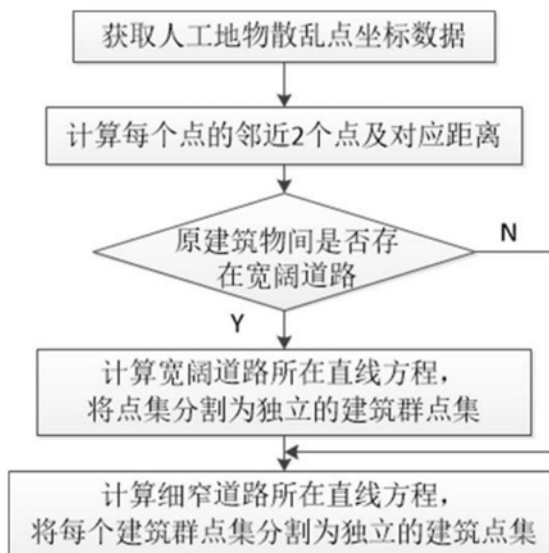 获取人工地物散乱点坐标数据
计算每个点的邻近2个点及对应距离
原建筑物间是否存
在宽阔道路
N
Y
计算宽阔道路所在直线方程，
将点集分割为独立的建筑群点集
计算细窄道路所在直线方程，
将每个建筑群点集分割为独立的建筑点集